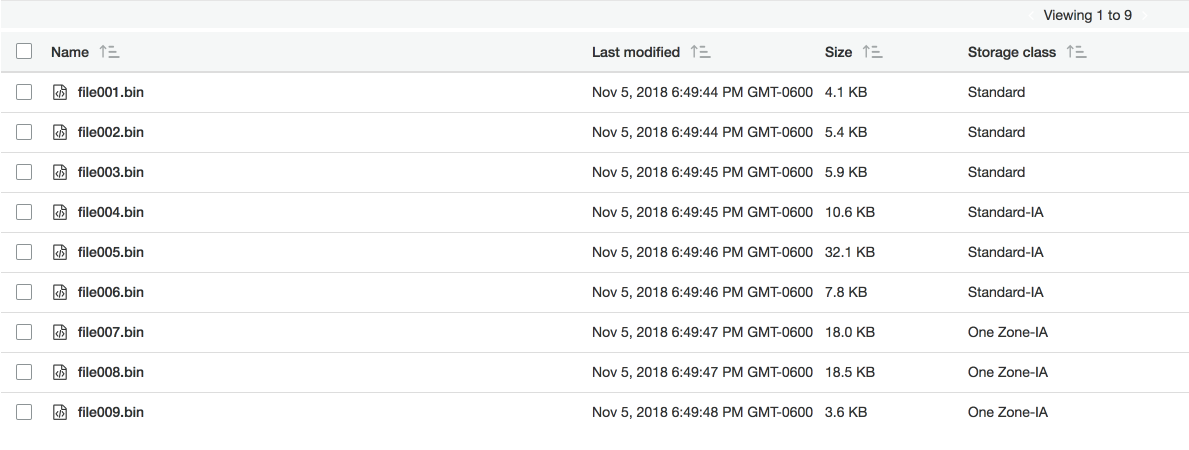 Viewing 1 to 9
Name Last modified Size Storage class
file001.bin Nov 5, 2018 6:49:44 PM GMT-0600 4.1 KB Standard
file002.bin Nov 5, 2018 6:49:44 PM GMT-0600 5.4 KB Standard
file003.bin Nov 5, 2018 6:49:45 PM GMT-0600 5.9 KB Standard
file004.bin Nov 5, 2018 6:49:45 PM GMT-0600 10.6 KB Standard-IA
file005.bin Nov 5, 2018 6:49:46 PM GMT-0600 32.1 KB Standard-IA
file006.bin Nov 5, 2018 6:49:46 PM GMT-0600 7.8 KB Standard-IA
file007.bin Nov 5, 2018 6:49:47 PM GMT-0600 18.0 KB One Zone-IA
file008.bin Nov 5, 2018 6:49:47 PM GMT-0600 18.5 KB One Zone-IA
file009.bin Nov 5, 2018 6:49:48 PM GMT-0600 3.6 KB One Zone-IA